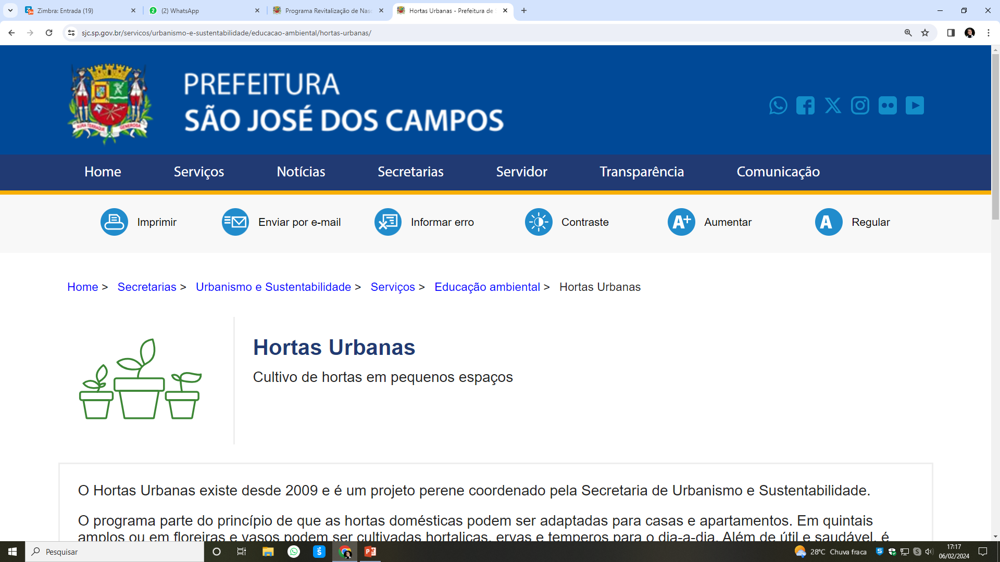 Zimbra: Entrada (19)
(2) WhatsApp
Programa Revitalização de Nasc
Hortas Urbanas - Prefeitura de S
sjc.sp.gov.br/servicos/urbanismo-e-sustentabilidade/educacao-ambiental/hortas-urbanas/
AURA TERRAQUE GENEROSA
PREFEITURA
SÃO JOSÉ DOS CAMPOS
Home Serviços Notícias Secretarias Servidor Transparência Comunicação
Imprimir Enviar por e-mail Informar erro Contraste A+ Aumentar A Regular
Home > Secretarias > Urbanismo e Sustentabilidade > Serviços > Educação ambiental > Hortas Urbanas
Hortas Urbanas
Cultivo de hortas em pequenos espaços
O Hortas Urbanas existe desde 2009 e é um projeto perene coordenado pela Secretaria de Urbanismo e Sustentabilidade.
O programa parte do princípio de que as hortas domésticas podem ser adaptadas para casas e apartamentos. Em quintais
amplos ou em floreiras e vasos podem ser cultivadas hortaliças, ervas e temperos para o dia-a-dia. Além de útil e saudável, é
Pesquisar
28°C Chuva fraca
17:17
06/02/2024